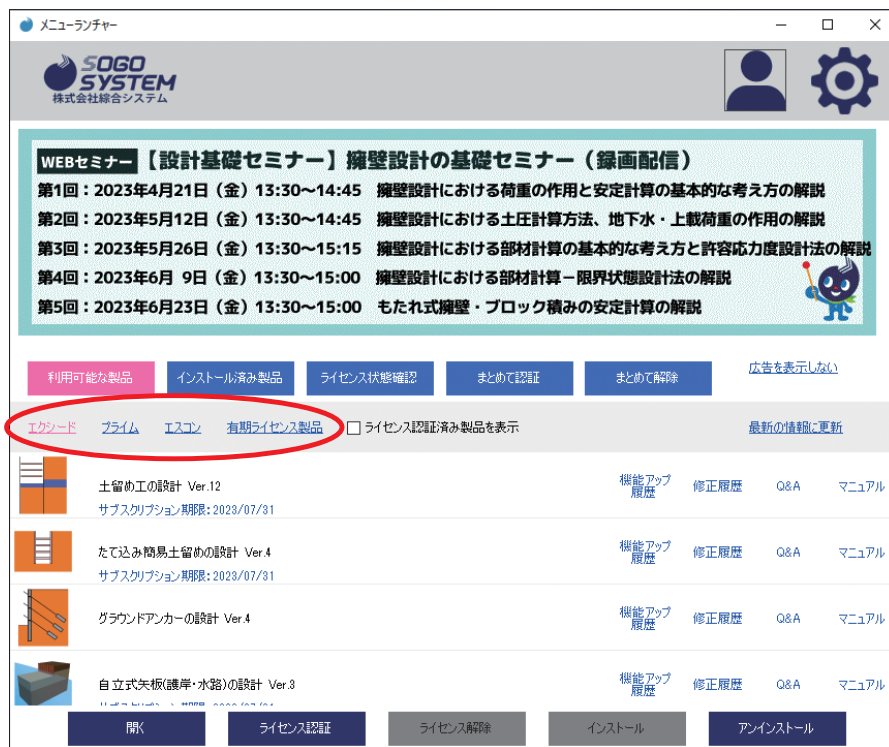 メニューランチャー
SOGO
SYSTEM
株式会社綜合システム
WEBセミナー 【設計基礎セミナー】擁壁設計の基礎セミナー（録画配信）
第1回：2023年4月21日（金）13:30～14:45 擁壁設計における荷重の作用と安定計算の基本的な考え方の解説
第2回：2023年5月12日（金）13:30～14:45 擁壁設計における土圧計算方法、地下水・上載荷重の作用の解説
第3回：2023年5月26日（金）13:30～15:15 擁壁設計における部材計算の基本的な考え方と許容応力度設計法の解説
第4回：2023年6月 9日（金）13:30～15:00 擁壁設計における部材計算－限界状態設計法の解説
第5回：2023年6月23日（金）13:30～15:00 もたれ式擁壁・ブロック積みの安定計算の解説
利用可能な製品 インストール済み製品 ライセンス状態確認 まとめて認証 まとめて解除 広告を表示しない
エクシード プライム エスコン 有期ライセンス製品 ライセンス認証済み製品を表示 最新の情報に更新
土留め工の設計 Ver.12 機能アップ履歴 修正履歴 Q&A マニュアル
サブスクリプション期限：2023/07/31
たて込み簡易土留めの設計 Ver.4 機能アップ履歴 修正履歴 Q&A マニュアル
サブスクリプション期限：2023/07/31
グラウンドアンカーの設計 Ver.4 機能アップ履歴 修正履歴 Q&A マニュアル
自立式矢板(護岸・水路)の設計 Ver.3 機能アップ履歴 修正履歴 Q&A マニュアル
開く ライセンス認証 ライセンス解除 インストール アンインストール